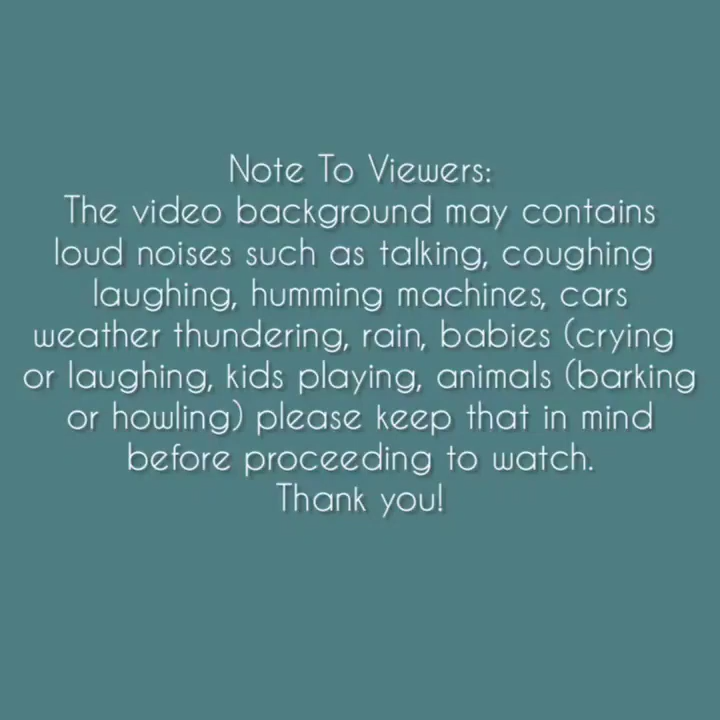 Note To Viewers:
The video background may contains
loud noises such as talking, coughing
laughing, humming machines, cars
weather thundering, rain, babies (crying
or laughing, kids playing, animals (barking
or howling) please keep that in mind
before proceeding to watch.
Thank you!